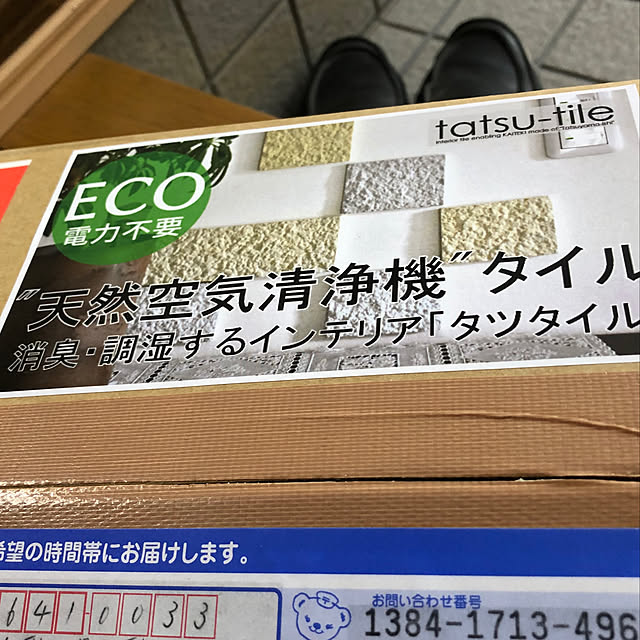 tatsu-tile
interior tile enabling KAITEKI made of "Tatsuyama-ishi"
ECO
電力不要
"天然空気清浄機"タイル
消臭・調湿するインテリア「タツタイル
希望の時間帯にお届けします。
お問い合わせ番号
6410033
1384-1713-496